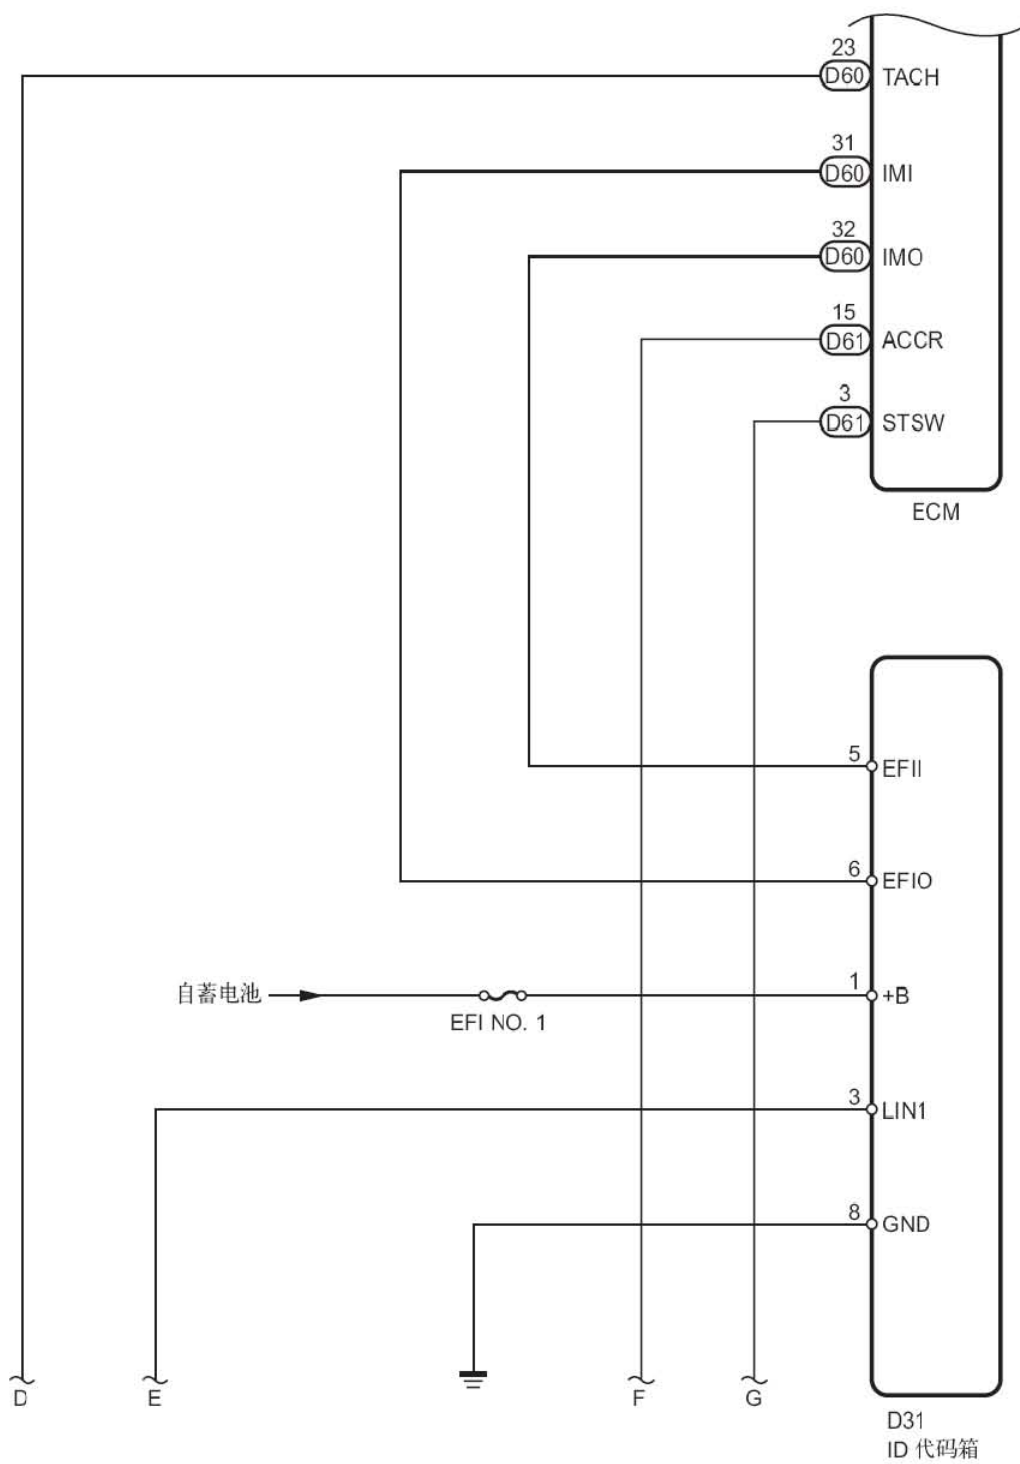 23
D60 TACH
31
D60 IMI
32
D60 IMO
15
D61 ACCR
3
D61 STSW
ECM
5
EFII
6
EFIO
自蓄电池
1
+B
EFI NO. 1
3
LIN1
8
GND
D E F G
D31
ID 代码箱